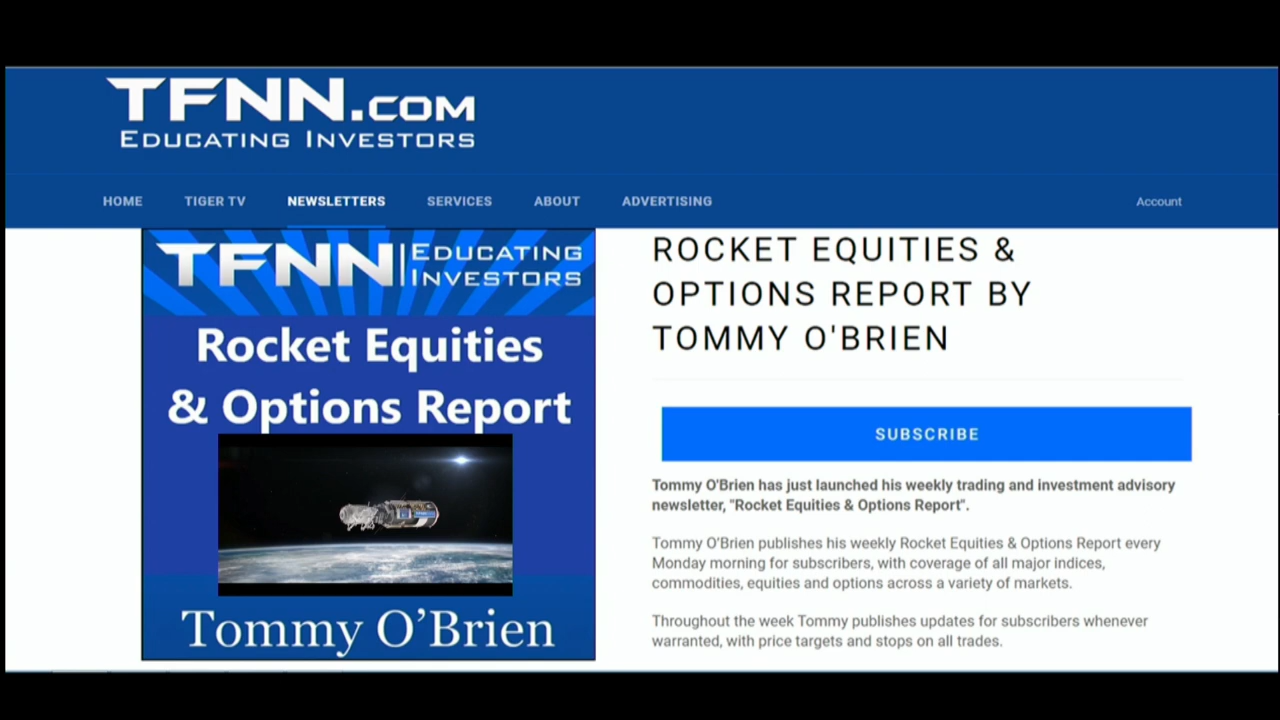 TFNN.COM
EDUCATING INVESTORS
HOME TIGER TV NEWSLETTERS SERVICES ABOUT ADVERTISING Account
TFNN | EDUCATING
INVESTORS
Rocket Equities
& Options Report
Tommy O’Brien
ROCKET EQUITIES &
OPTIONS REPORT BY
TOMMY O'BRIEN
SUBSCRIBE
Tommy O'Brien has just launched his weekly trading and investment advisory
newsletter, "Rocket Equities & Options Report".
Tommy O'Brien publishes his weekly Rocket Equities & Options Report every
Monday morning for subscribers, with coverage of all major indices,
commodities, equities and options across a variety of markets.
Throughout the week Tommy publishes updates for subscribers whenever
warranted, with price targets and stops on all trades.